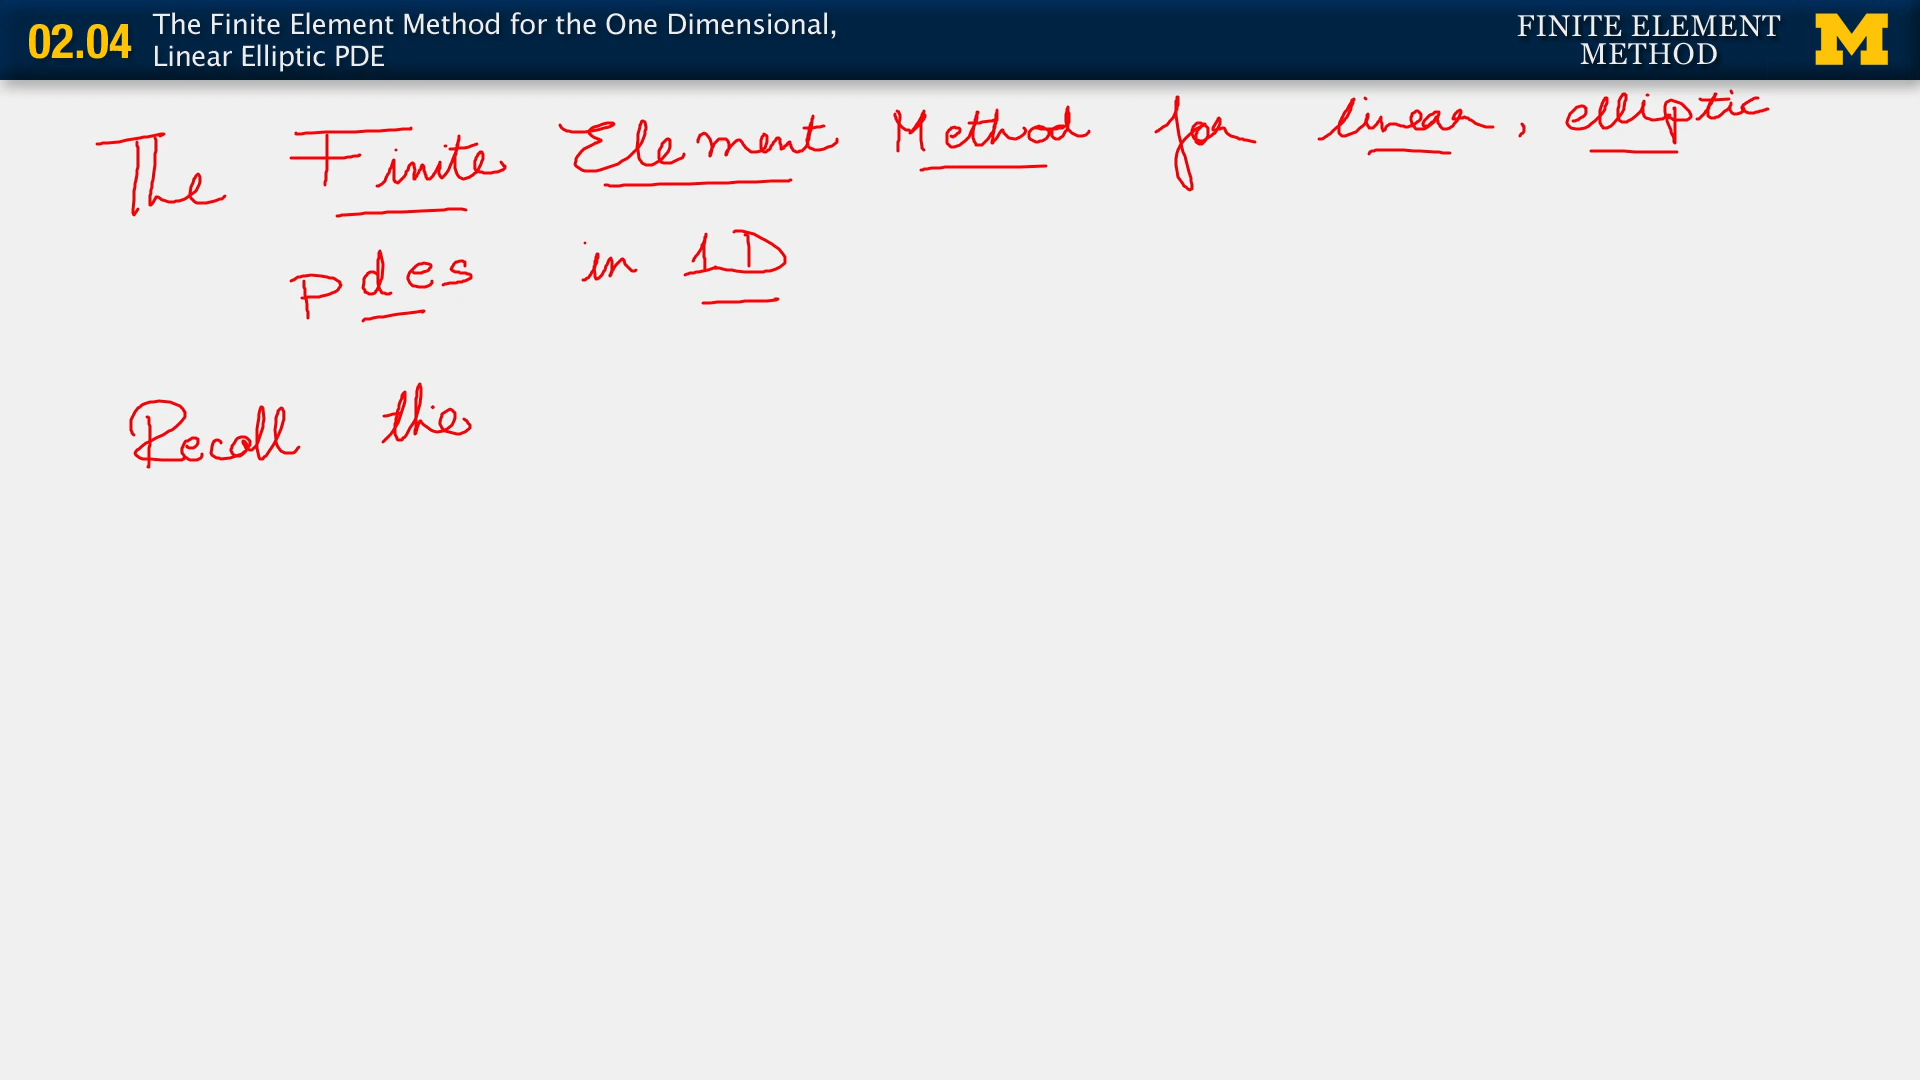 02.04
The Finite Element Method for the One Dimensional,
Linear Elliptic PDE
FINITE ELEMENT
METHOD
M
The Finite Element Method for linear, elliptic
pdes in 1D
Recall the